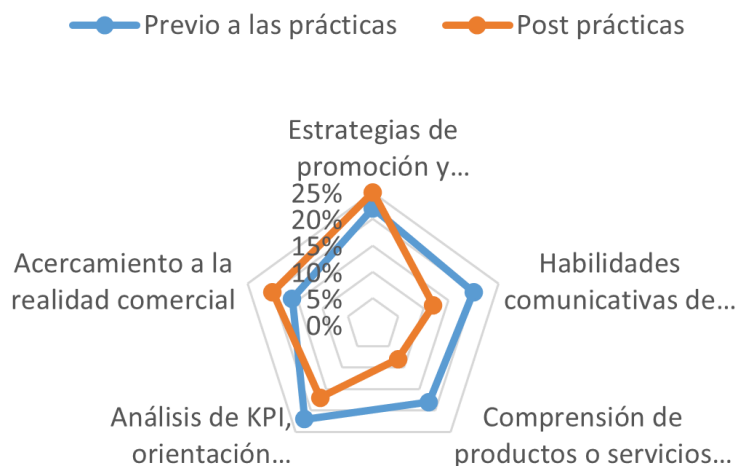 Previo a las prácticas
Post prácticas
Estrategias de
promoción y...
25%
20%
15%
10%
5%
0%
Habilidades
comunicativas de...
Comprensión de
productos o servicios...
Análisis de KPI,
orientación...
Acercamiento a la
realidad comercial